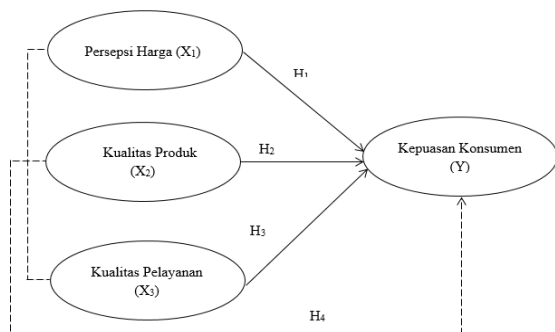 Persepsi Harga (X₁)
H₁
Kualitas Produk
(X₂)
H₂
Kepuasan Konsumen
(Y)
H₃
Kualitas Pelayanan
(X₃)
H₄